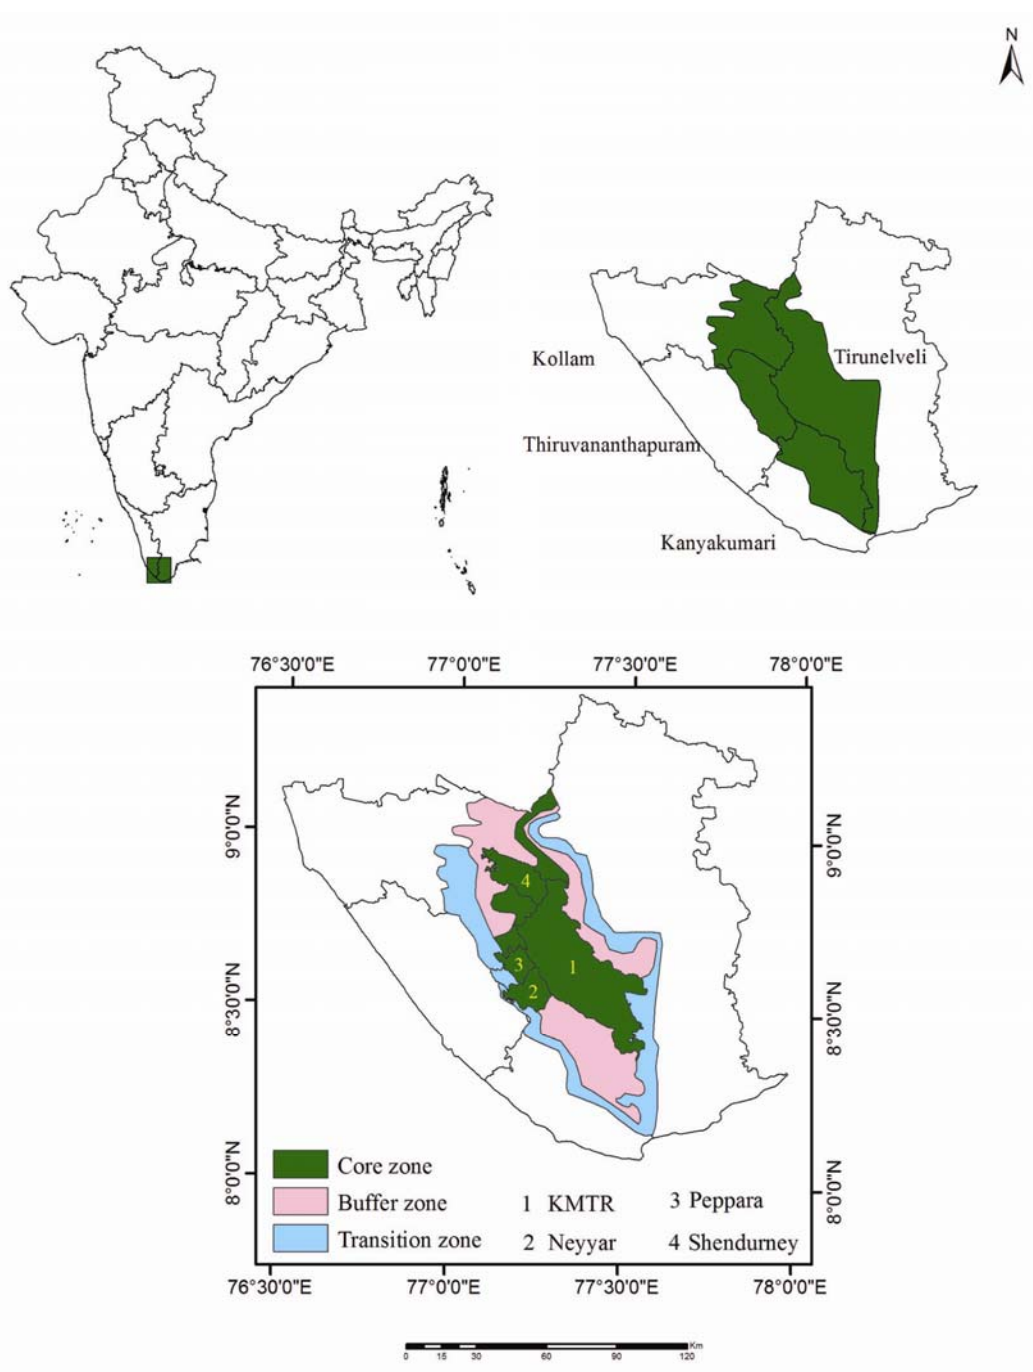 N
Kollam
Tirunelveli
Thiruvananthapuram
Kanyakumari
76°30'0"E 77°0'0"E 77°30'0"E 78°0'0"E
9°0'0"N
9°0'0"N
8°30'0"N
8°30'0"N
8°0'0"N
8°0'0"N
4
3
1
2
Core zone
Buffer zone 1 KMTR 3 Peppara
Transition zone 2 Neyyar 4 Shendurney
76°30'0"E 77°0'0"E 77°30'0"E 78°0'0"E
Km
0 15 30 60 90 120